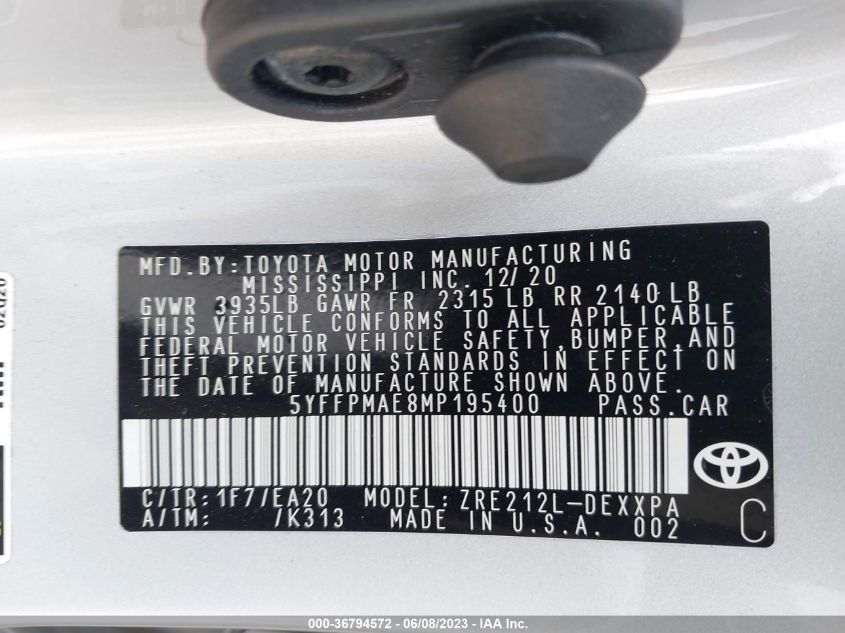 MFD.BY:TOYOTA MOTOR MANUFACTURING
MISSISSIPPI INC. 12/20
GVWR 3935LB GAWR FR 2315 LB RR 2140 LB
THIS VEHICLE CONFORMS TO ALL APPLICABLE
FEDERAL MOTOR VEHICLE SAFETY,BUMPER,AND
THEFT PREVENTION STANDARDS IN EFFECT ON
THE DATE OF MANUFACTURE SHOWN ABOVE.
5YFFPMAE8MP195400 PASS.CAR
C/TR:1F7/EA20 MODEL:ZRE212L-DEXXPA
A/TM: /K313 MADE IN U.S.A. 002
C
000-36794572 - 06/08/2023 - IAA Inc.